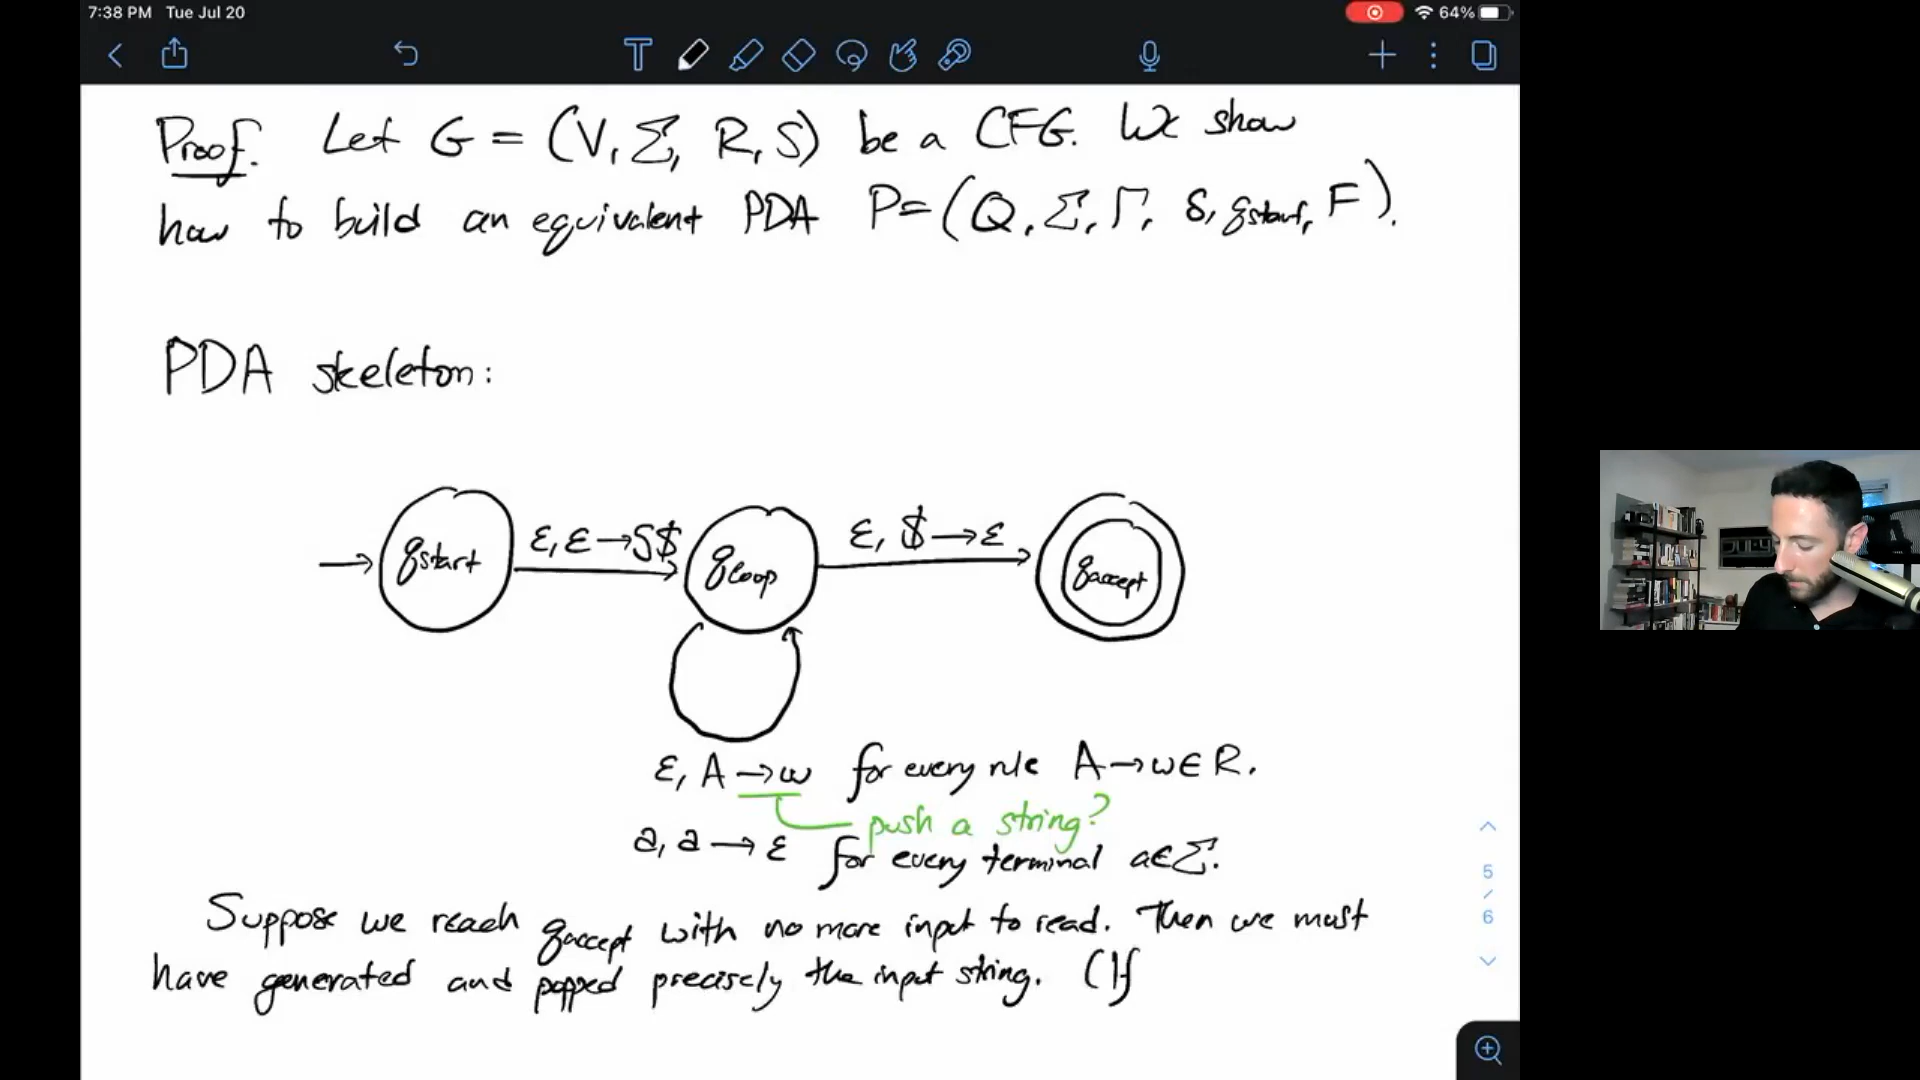 7:38 PM Tue Jul 20
64%
Proof. Let G = (V, Σ, R, S) be a CFG. We show
how to build an equivalent PDA P=(Q, Σ, Γ, δ, qstart, F).
PDA skeleton:
qstart
ε, ε → S$
qloop
ε, $ → ε
qaccept
ε, A → w for every rule A → w ∈ R.
push a string?
a, a → ε for every terminal a ∈ Σ.
Suppose we reach qaccept with no more input to read. Then we must
have generated and popped precisely the input string. (If
5
/
6